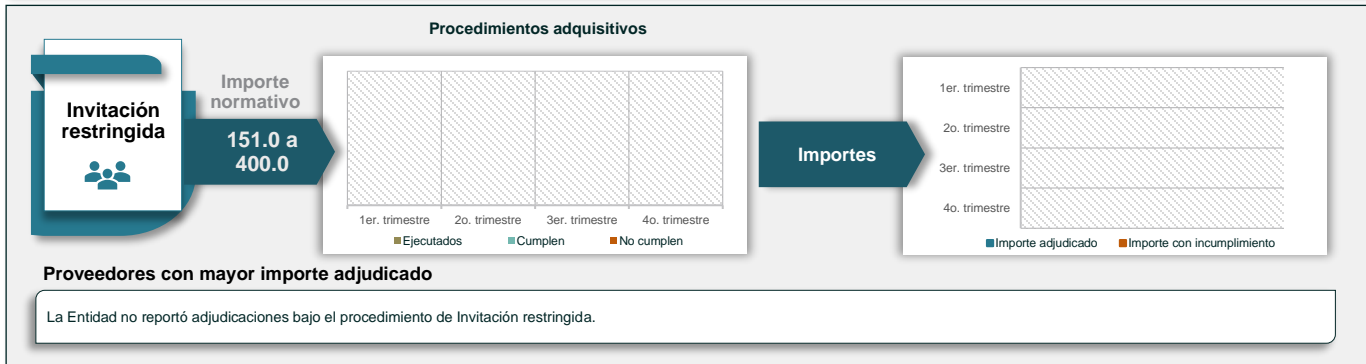 Procedimientos adquisitivos
Invitación
restringida
Importe
normativo
151.0 a
400.0
1er. trimestre 2o. trimestre 3er. trimestre 4o. trimestre
Ejecutados Cumplen No cumplen
Importes
1er. trimestre
2o. trimestre
3er. trimestre
4o. trimestre
Importe adjudicado Importe con incumplimiento
Proveedores con mayor importe adjudicado
La Entidad no reportó adjudicaciones bajo el procedimiento de Invitación restringida.